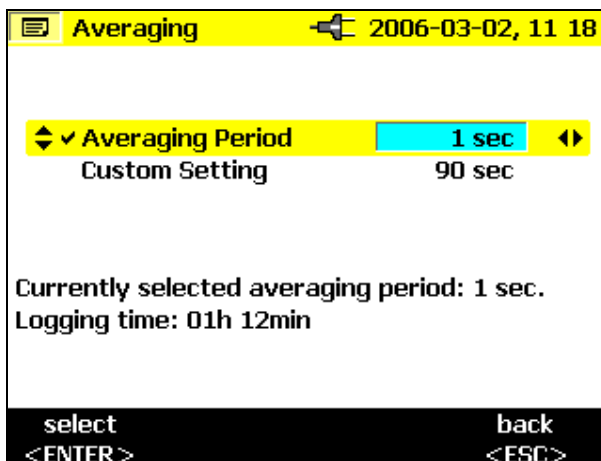 Averaging 2006-03-02, 11 18
Averaging Period 1 sec
Custom Setting 90 sec
Currently selected averaging period: 1 sec.
Logging time: 01h 12min
select back
<ENTER> <ESC>